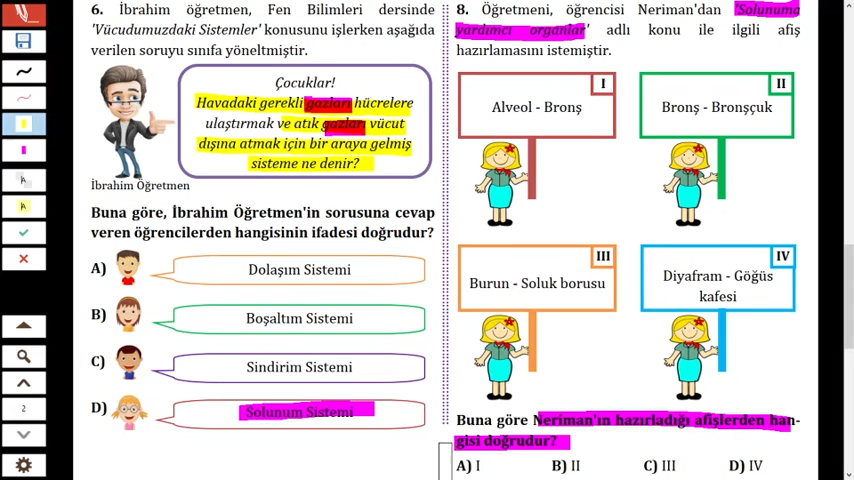 6. İbrahim öğretmen, Fen Bilimleri dersinde
'Vücudumuzdaki Sistemler' konusunu işlerken aşağıda
verilen soruyu sınıfa yöneltmiştir.
Çocuklar!
Havadaki gerekli gazları hücrelere
ulaştırmak ve atık gazları vücut
dışına atmak için bir araya gelmiş
sisteme ne denir?
İbrahim Öğretmen
Buna göre, İbrahim Öğretmen'in sorusuna cevap
veren öğrencilerden hangisinin ifadesi doğrudur?
A) Dolaşım Sistemi
B) Boşaltım Sistemi
C) Sindirim Sistemi
D) Solunum Sistemi
8. Öğretmeni, öğrencisi Neriman'dan 'Solunuma
yardımcı organlar' adlı konu ile ilgili afiş
hazırlamasını istemiştir.
I
Alveol - Bronş
II
Bronş - Bronşçuk
III
Burun - Soluk borusu
IV
Diyafram - Göğüs
kafesi
Buna göre Neriman'ın hazırladığı afişlerden han-
gisi doğrudur?
A) I B) II C) III D) IV
A
A
2